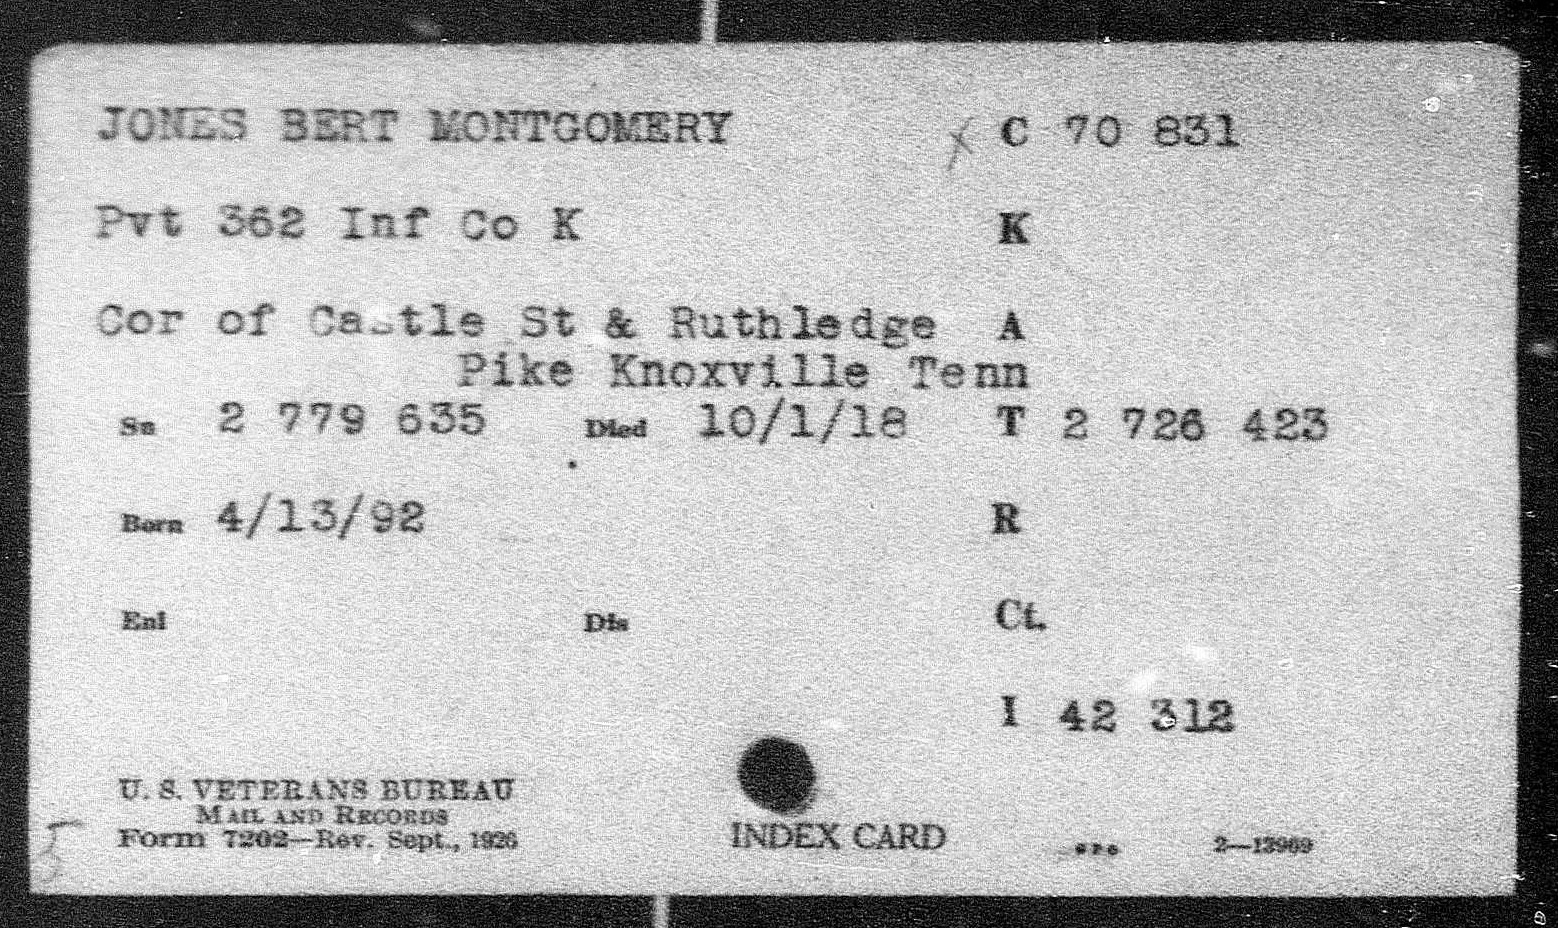 JONES BERT MONTGOMERY X C 70 831
Pvt 362 Inf Co K K
Cor of Castle St & Ruthledge A
Pike Knoxville Tenn
Sn 2 779 635 Died 10/1/18 T 2 726 423
Born 4/13/92 R
Enl Dis Ct.
I 42 312
U. S. VETERANS BUREAU
MAIL AND RECORDS
Form 7202—Rev. Sept., 1926 INDEX CARD GPO 2—13969
5